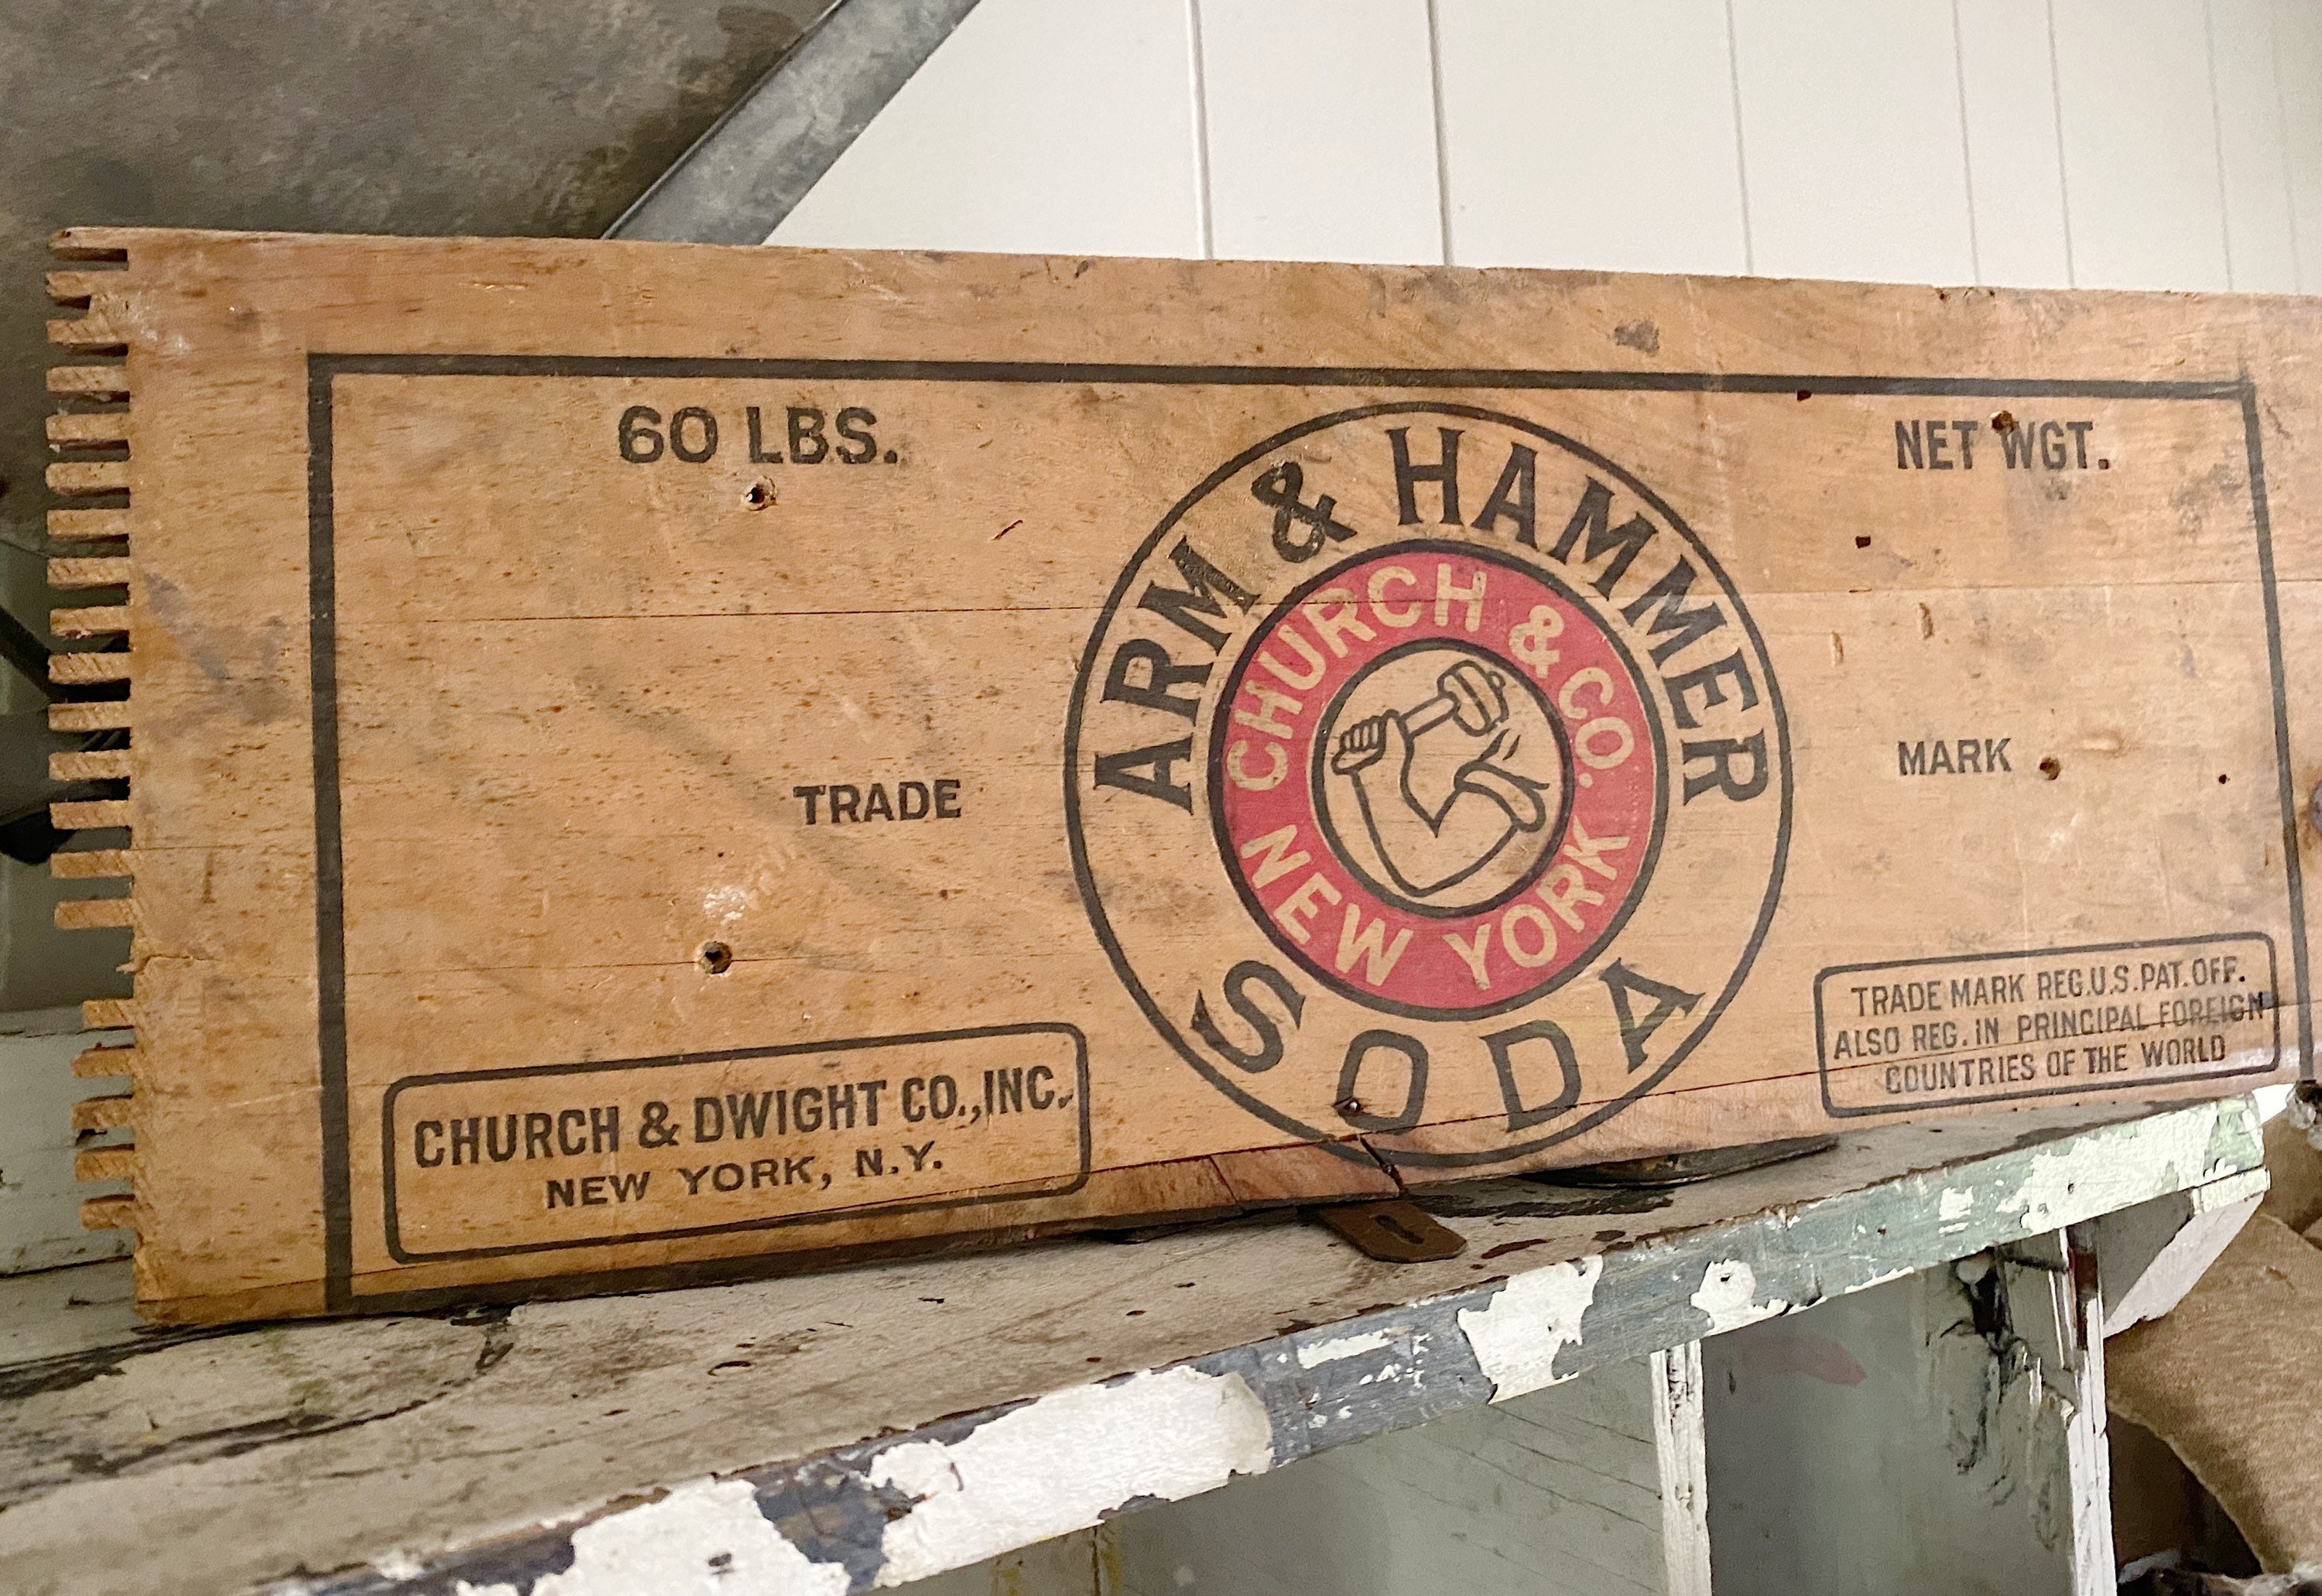 60 LBS.
NET WGT.
ARM & HAMMER
CHURCH & CO.
NEW YORK
SODA
TRADE
MARK
CHURCH & DWIGHT CO., INC.
NEW YORK, N.Y.
TRADE MARK REG.U.S.PAT.OFF.
ALSO REG. IN PRINCIPAL FOREIGN
COUNTRIES OF THE WORLD